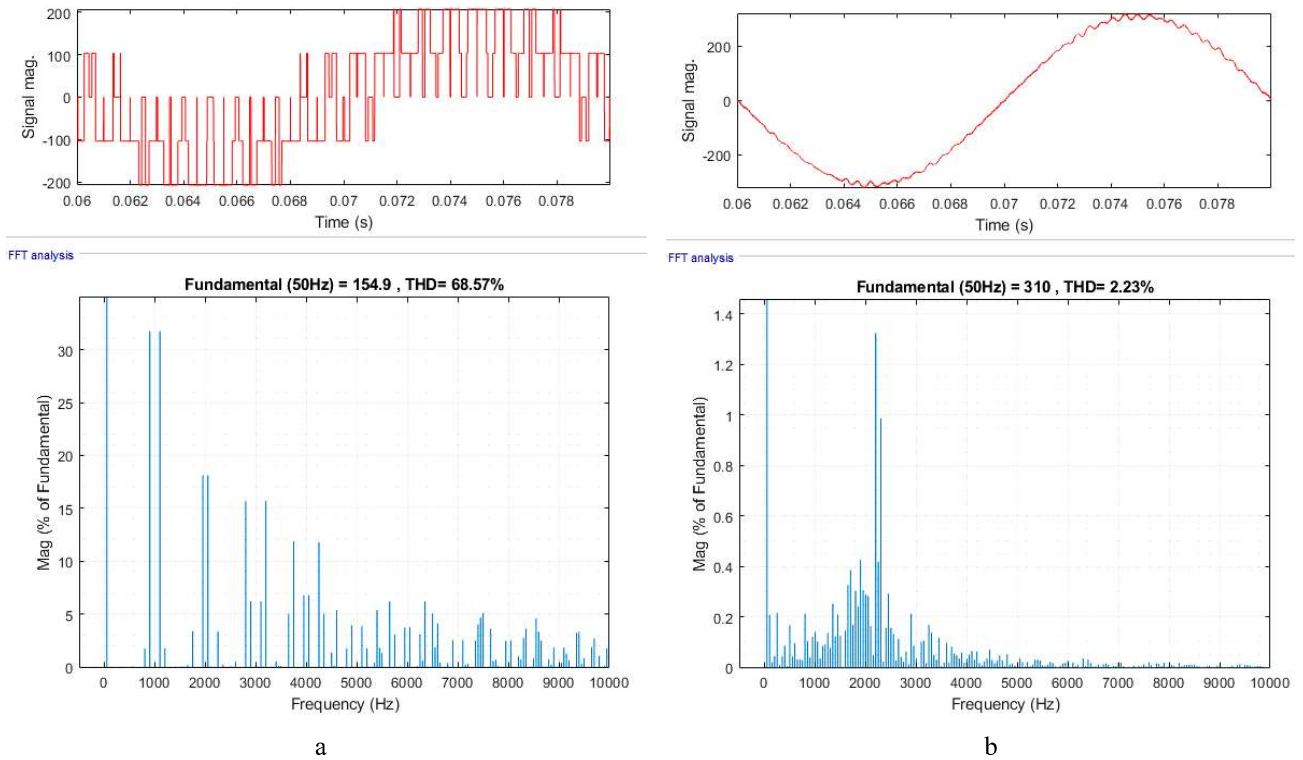 200
100
0
-100
-200
Signal mag.
0.06 0.062 0.064 0.066 0.068 0.07 0.072 0.074 0.076 0.078
Time (s)
FFT analysis
Fundamental (50Hz) = 154.9 , THD= 68.57%
30
25
20
15
10
5
0
Mag (% of Fundamental)
0 1000 2000 3000 4000 5000 6000 7000 8000 9000 10000
Frequency (Hz)
a
200
0
-200
Signal mag.
0.06 0.062 0.064 0.066 0.068 0.07 0.072 0.074 0.076 0.078
Time (s)
FFT analysis
Fundamental (50Hz) = 310 , THD= 2.23%
1.4
1.2
1
0.8
0.6
0.4
0.2
0
Mag (% of Fundamental)
0 1000 2000 3000 4000 5000 6000 7000 8000 9000 10000
Frequency (Hz)
b